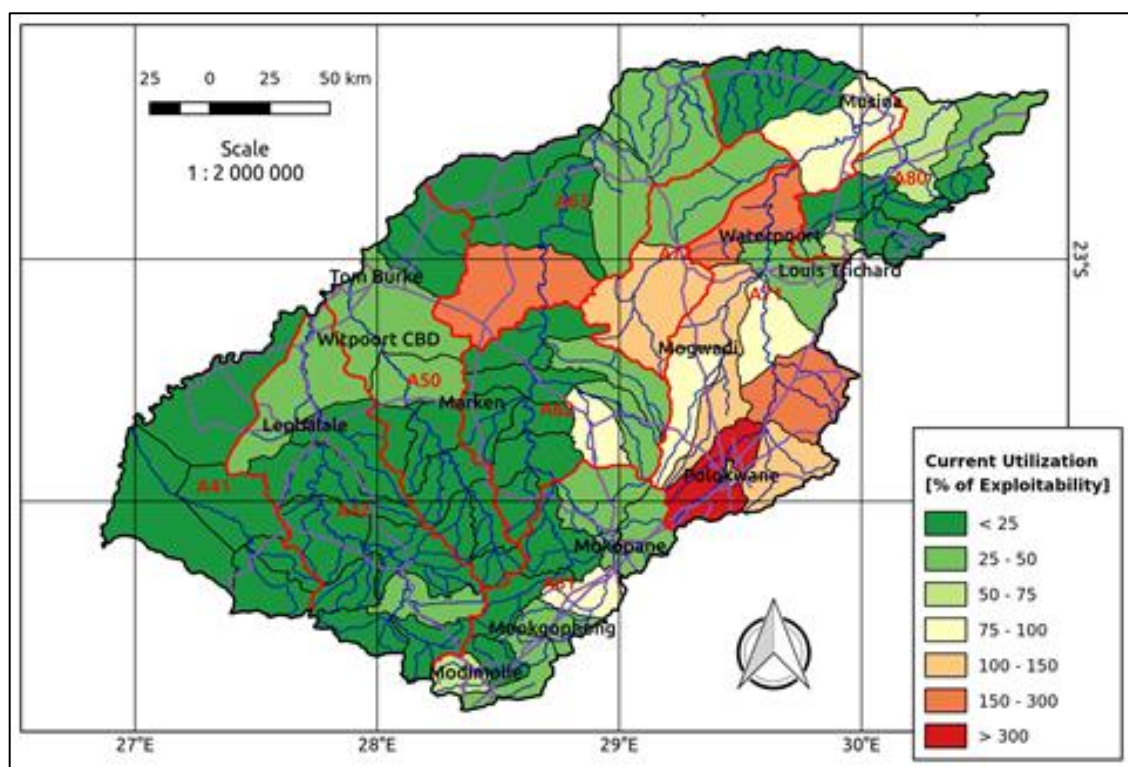 25 0 25 50 km
Scale
1 : 2 000 000
Musina
A80
A63
Waterpoort
Louis Trichard
23°S
Tom Burke
A71
Witpoort CBD
Mogwadi
A50
Marken
A62
Lephalale
Polokwane
A41
A42
Mokopane
A61
Mookgophong
Modimolle
27°E
28°E
29°E
30°E
Current Utilization
[% of Exploitability]
< 25
25 - 50
50 - 75
75 - 100
100 - 150
150 - 300
> 300